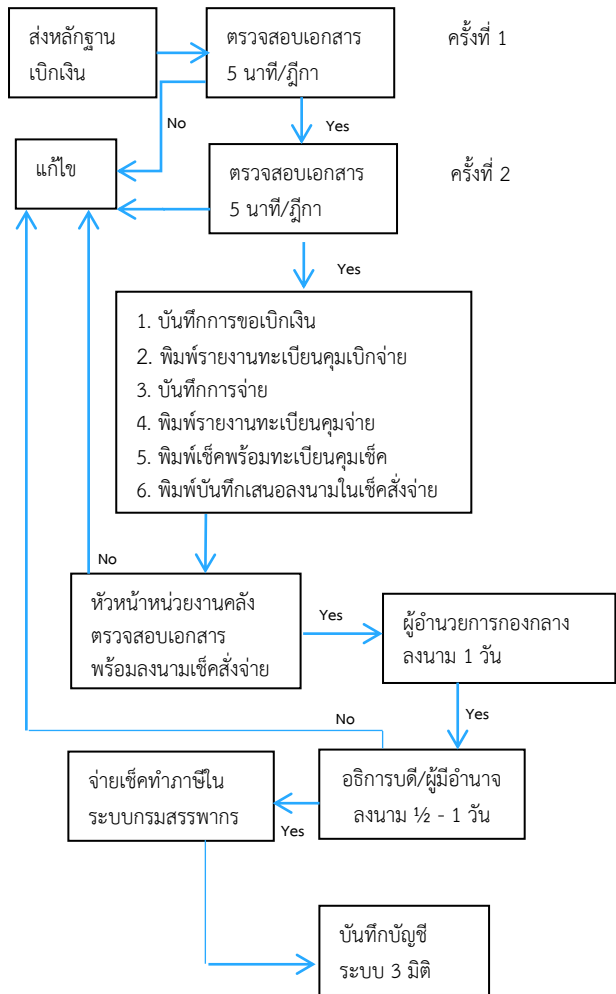 ส่งหลักฐาน
เบิกเงิน
ตรวจสอบเอกสาร
5 นาที/ฎีกา
ครั้งที่ 1
No
Yes
แก้ไข
ตรวจสอบเอกสาร
5 นาที/ฎีกา
ครั้งที่ 2
Yes
1. บันทึกการขอเบิกเงิน
2. พิมพ์รายงานทะเบียนคุมเบิกจ่าย
3. บันทึกการจ่าย
4. พิมพ์รายงานทะเบียนคุมจ่าย
5. พิมพ์เช็คพร้อมทะเบียนคุมเช็ค
6. พิมพ์บันทึกเสนอลงนามในเช็คสั่งจ่าย
No
หัวหน้าหน่วยงานคลัง
ตรวจสอบเอกสาร
พร้อมลงนามเช็คสั่งจ่าย
Yes
ผู้อำนวยการกองกลาง
ลงนาม 1 วัน
No
Yes
จ่ายเช็คทำภาษีใน
ระบบกรมสรรพากร
Yes
อธิการบดี/ผู้มีอำนาจ
ลงนาม ½ - 1 วัน
บันทึกบัญชี
ระบบ 3 มิติ